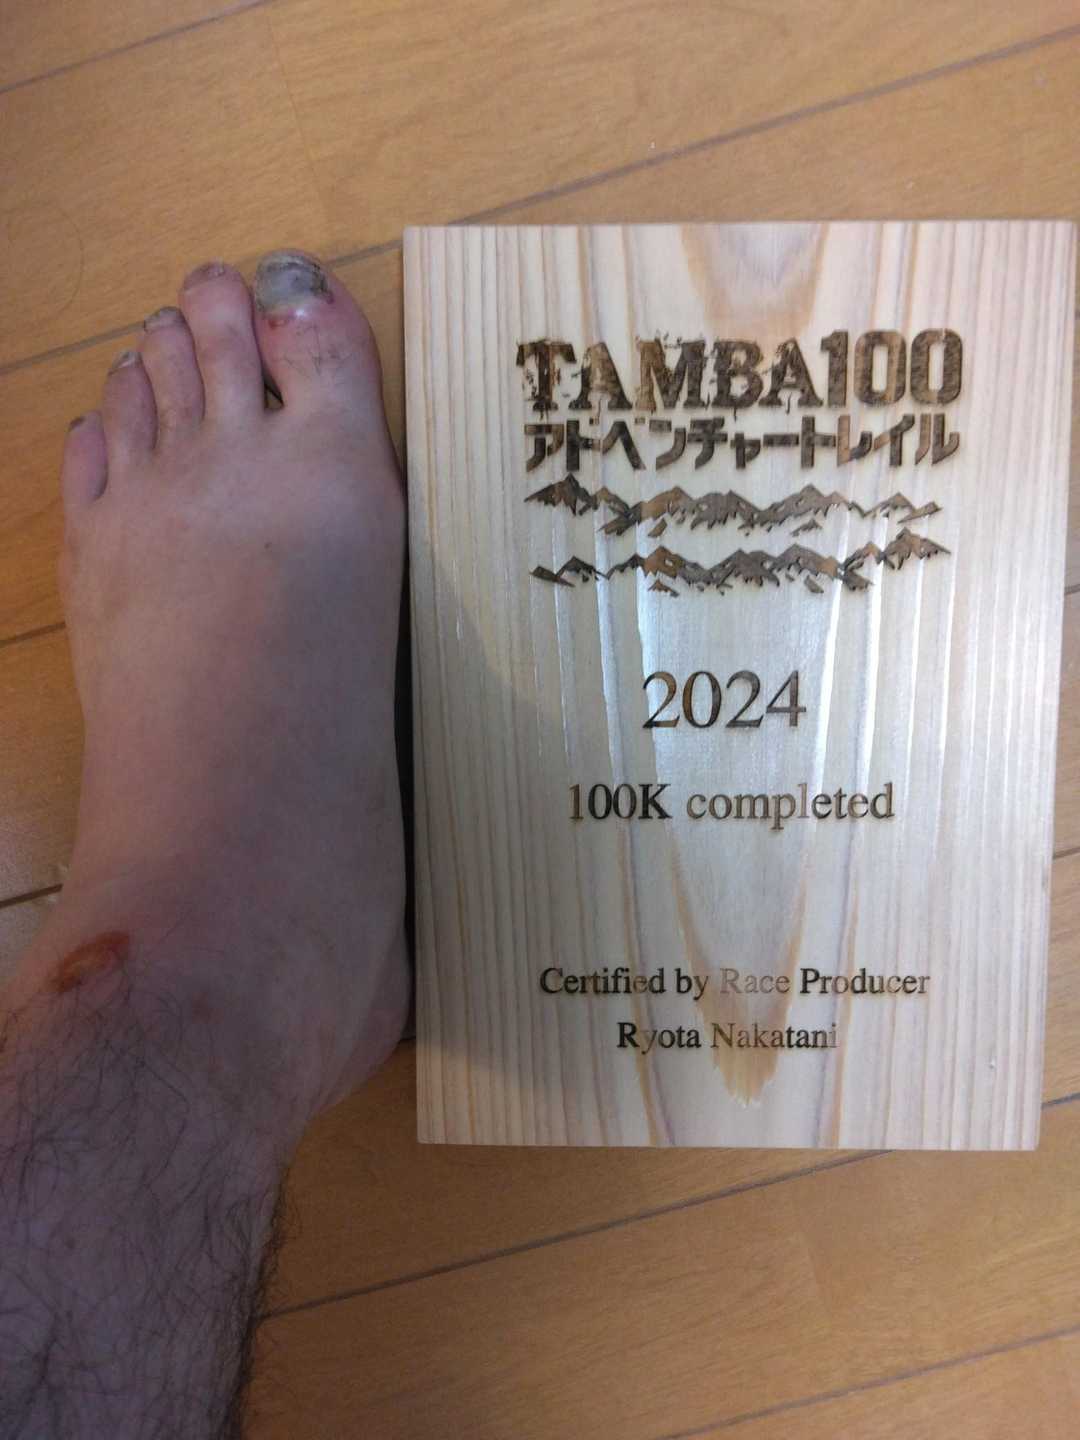 TAMBA100
アドベンチャートレイル
2024
100K completed
Certified by Race Producer
Ryota Nakatani